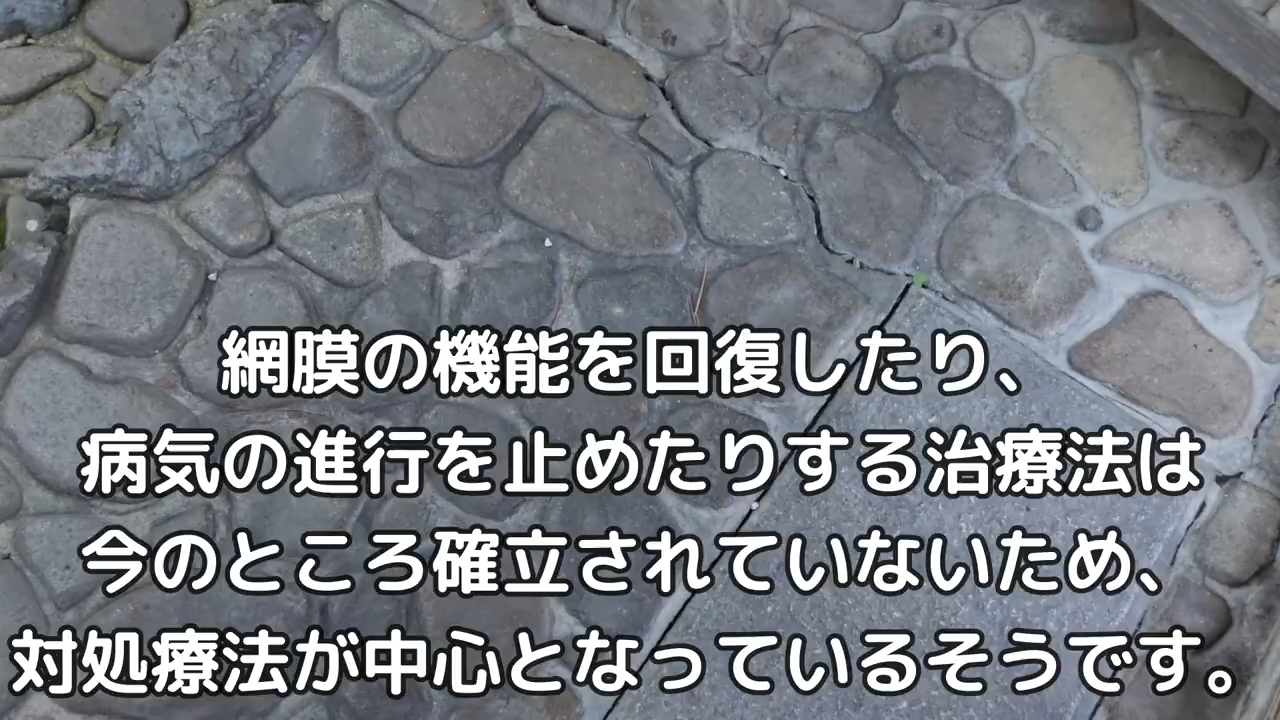 網膜の機能を回復したり、
病気の進行を止めたりする治療法は
今のところ確立されていないため、
対処療法が中心となっているそうです。